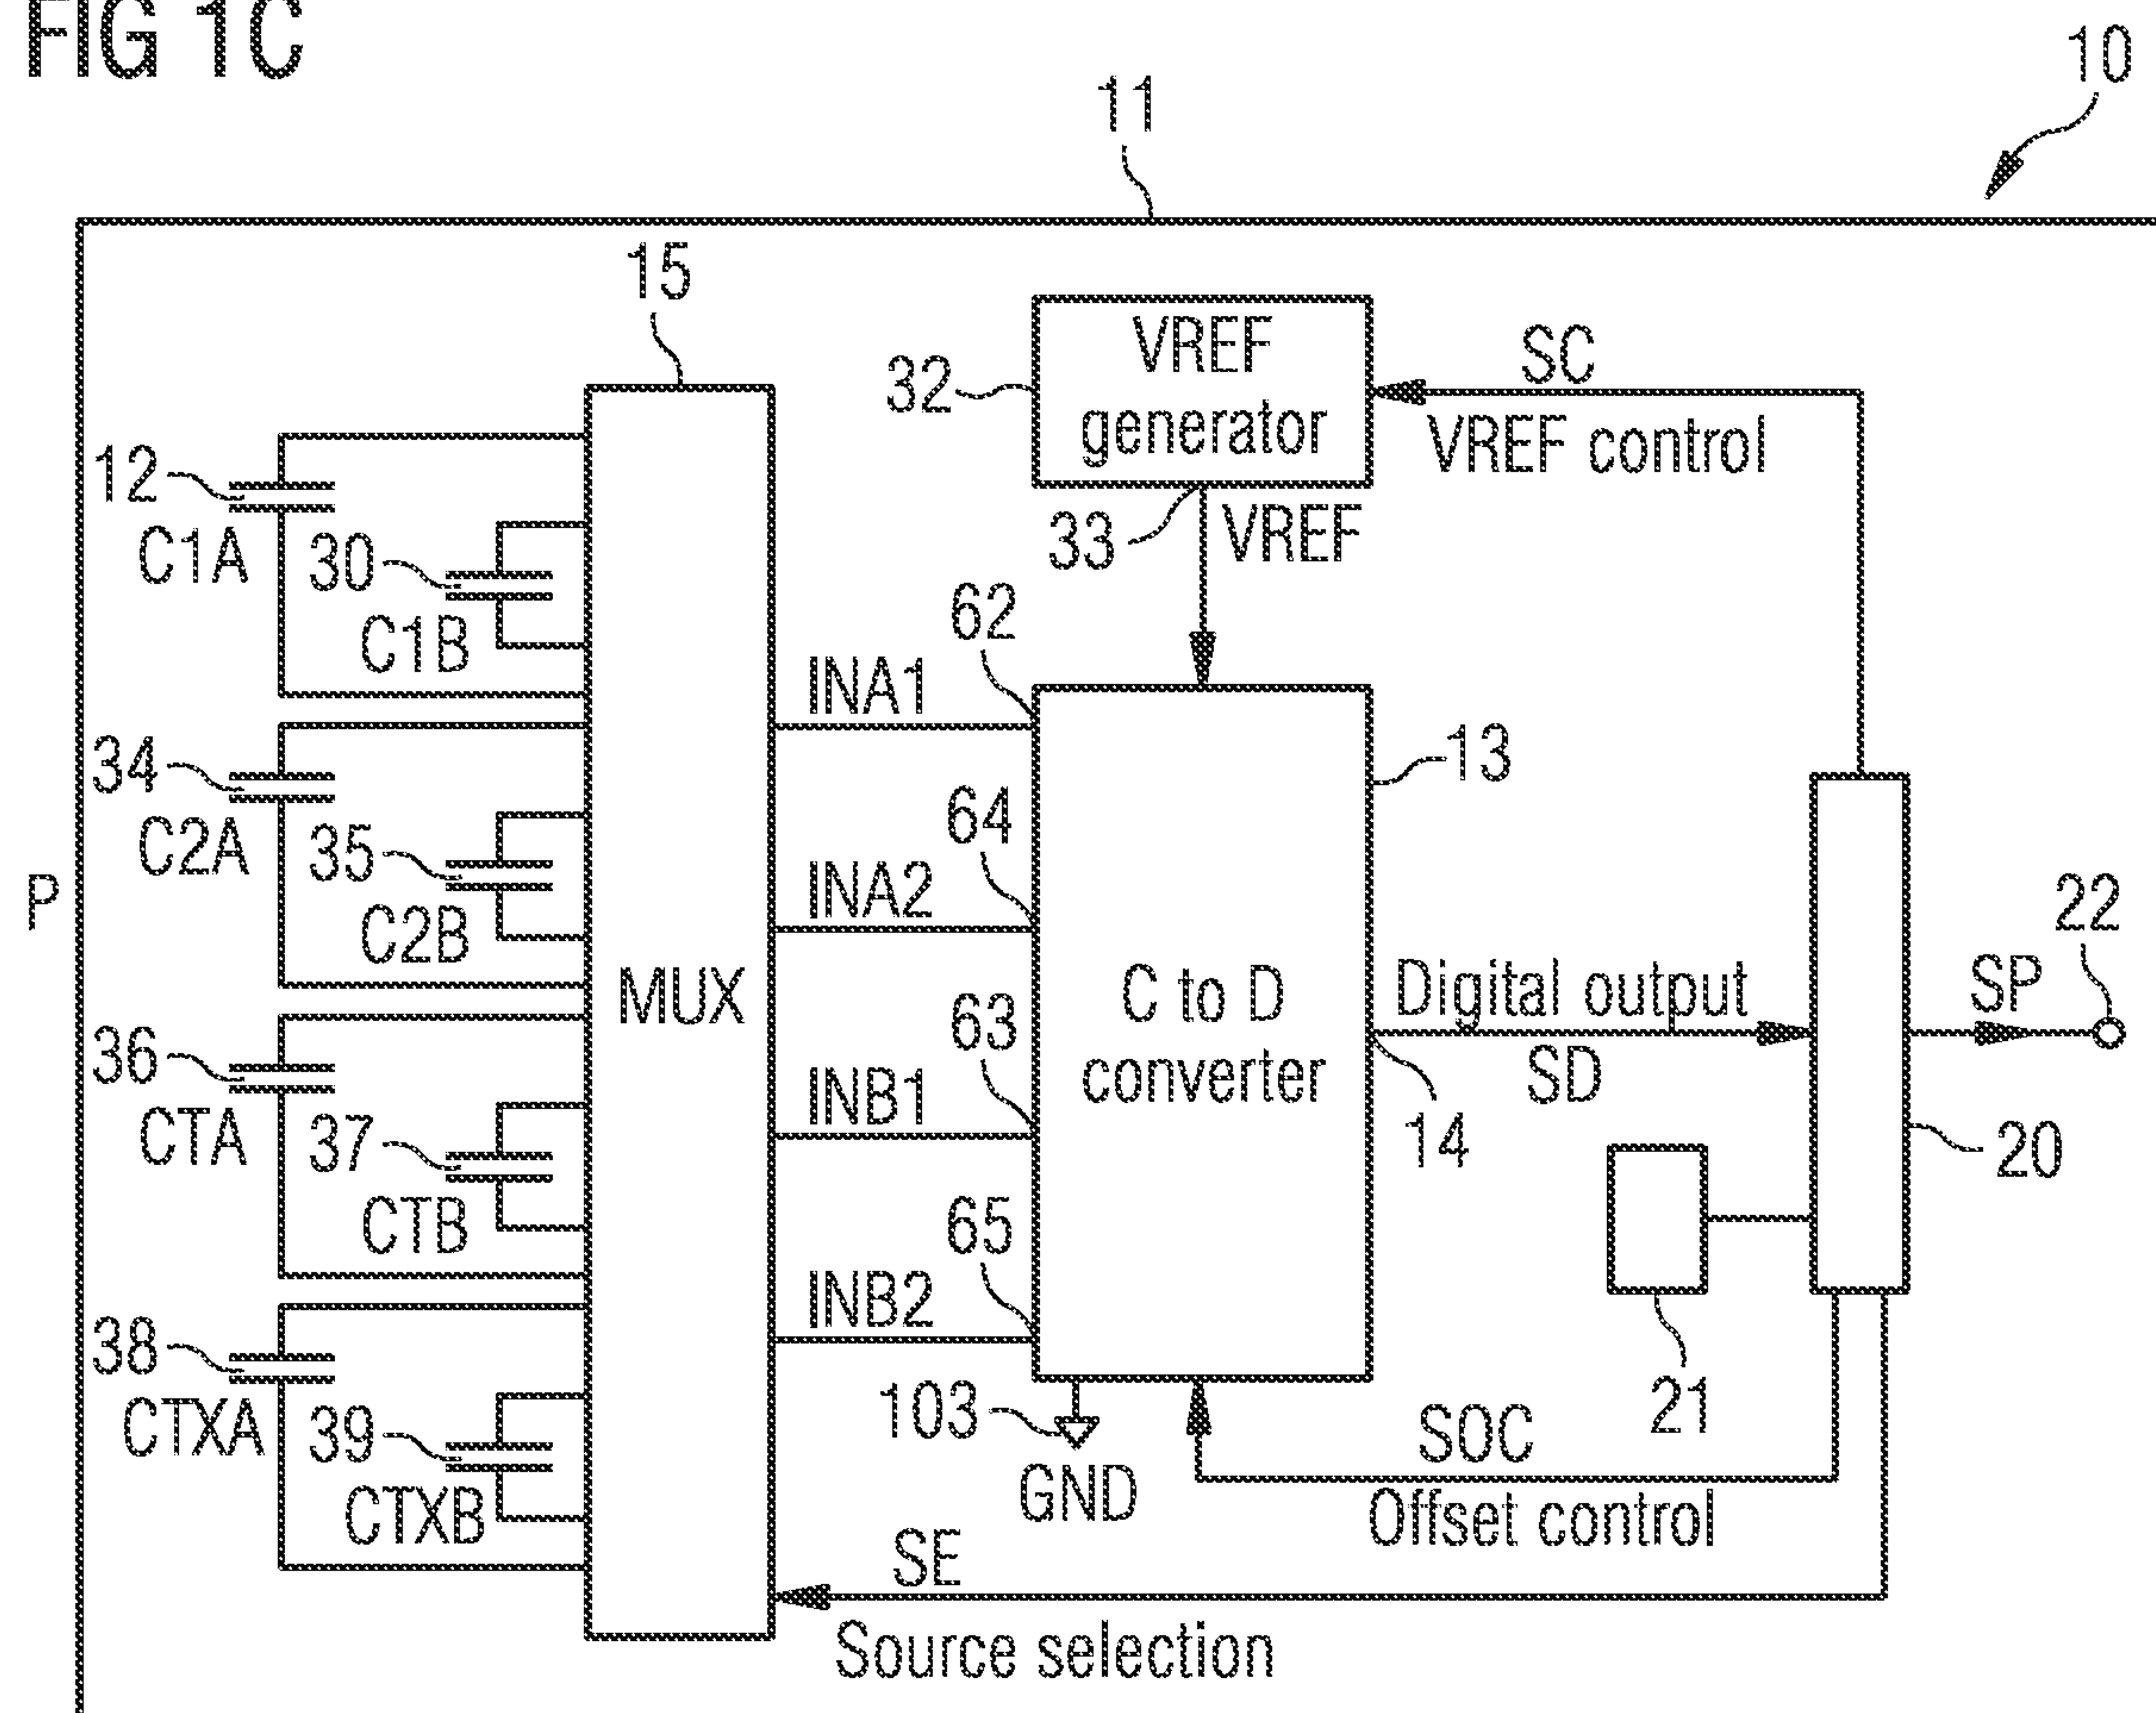 FIG 1C
10
11
15
VREF
generator
32
SC
VREF control
33
VREF
12
C1A
30
C1B
62
INA1
13
34
C2A
35
C2B
64
INA2
P
MUX
C to D
converter
Digital output
SD
SP
22
63
INB1
14
20
36
CTA
37
CTB
65
INB2
21
38
CTXA
39
CTXB
103
GND
SOC
Offset control
SE
Source selection